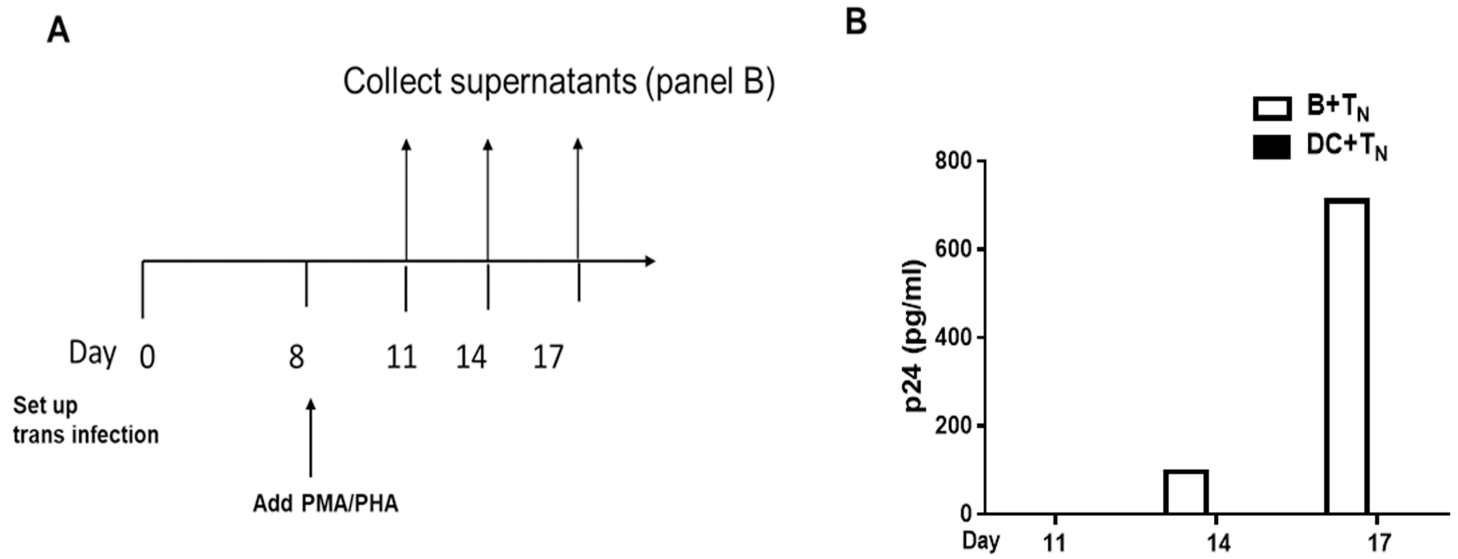 A
Collect supernatants (panel B)
Day 0 8 11 14 17
Set up
trans infection
Add PMA/PHA
B
B+TN
DC+TN
p24 (pg/ml)
800
600
400
200
0
Day 11 14 17